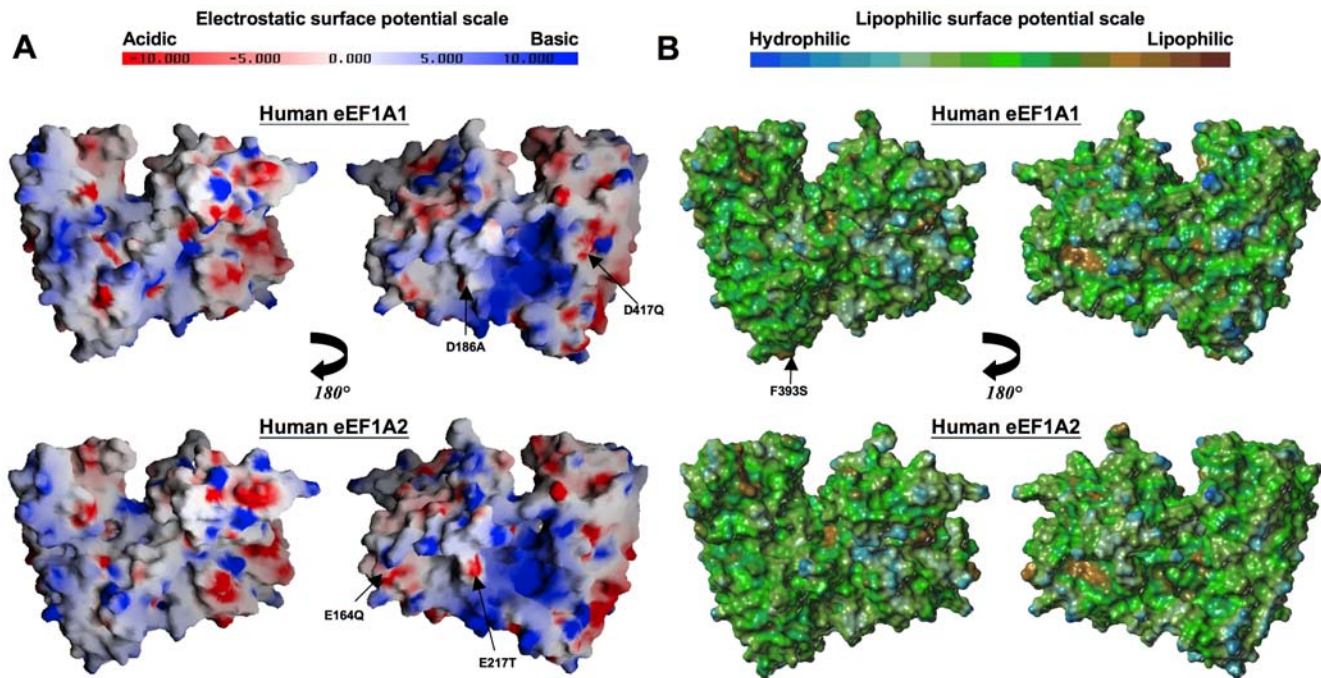 A
Electrostatic surface potential scale
Acidic
Basic
-10.000 -5.000 0.000 5.000 10.000
Human eEF1A1
D417Q
D186A
180°
Human eEF1A2
E164Q
E217T
B
Lipophilic surface potential scale
Hydrophilic
Lipophilic
Human eEF1A1
F393S
180°
Human eEF1A2